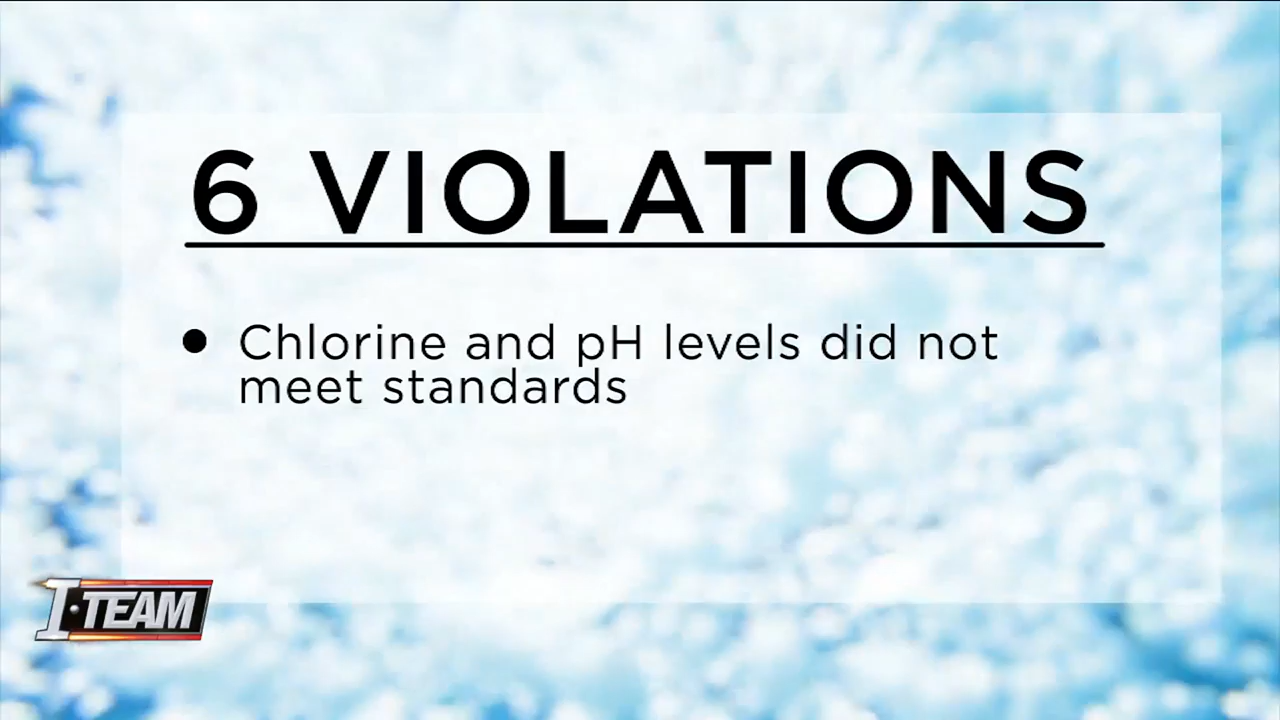 6 VIOLATIONS
● Chlorine and pH levels did not
meet standards
I·TEAM